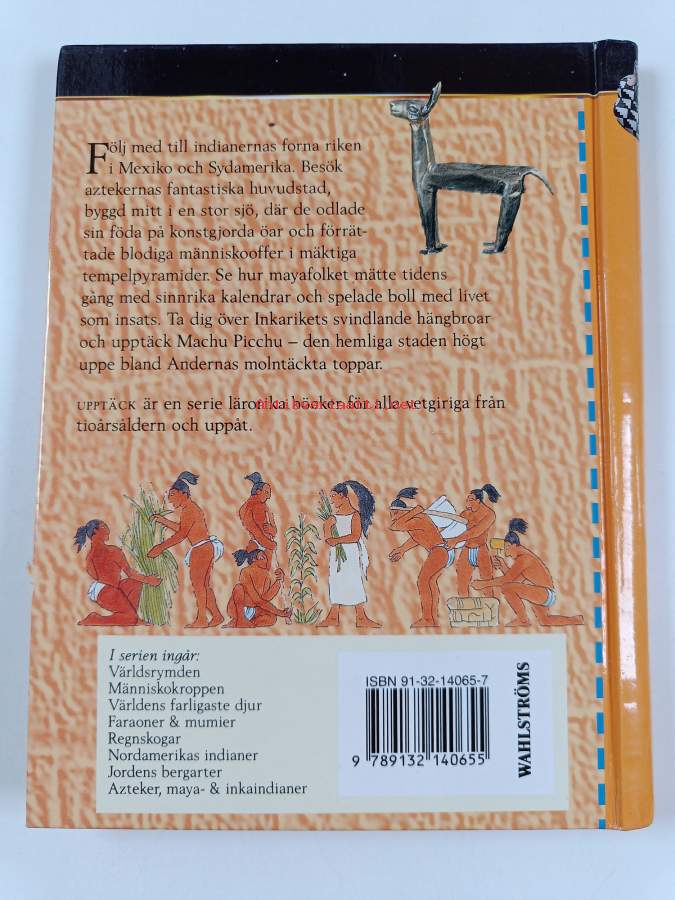 Följ med till indianernas forna riken
i Mexiko och Sydamerika. Besök
aztekernas fantastiska huvudstad,
byggd mitt i en stor sjö, där de odlade
sin föda på konstgjorda öar och förrät-
tade blodiga människooffer i mäktiga
tempelpyramider. Se hur mayafolket mätte tidens
gång med sinnrika kalendrar och spelade boll med livet
som insats. Ta dig över Inkarikets svindlande hängbroar
och upptäck Machu Picchu – den hemliga staden högt
uppe bland Andernas molntäckta toppar.
UPPTÄCK är en serie lärorika böcker för alla vetgiriga från
tioårsåldern och uppåt.
I serien ingår:
Världsrymden
Människokroppen
Världens farligaste djur
Faraoner & mumier
Regnskogar
Nordamerikas indianer
Jordens bergarter
Azteker, maya- & inkaindianer
ISBN 91-32-14065-7
9 789132 140655
WAHLSTRÖMS